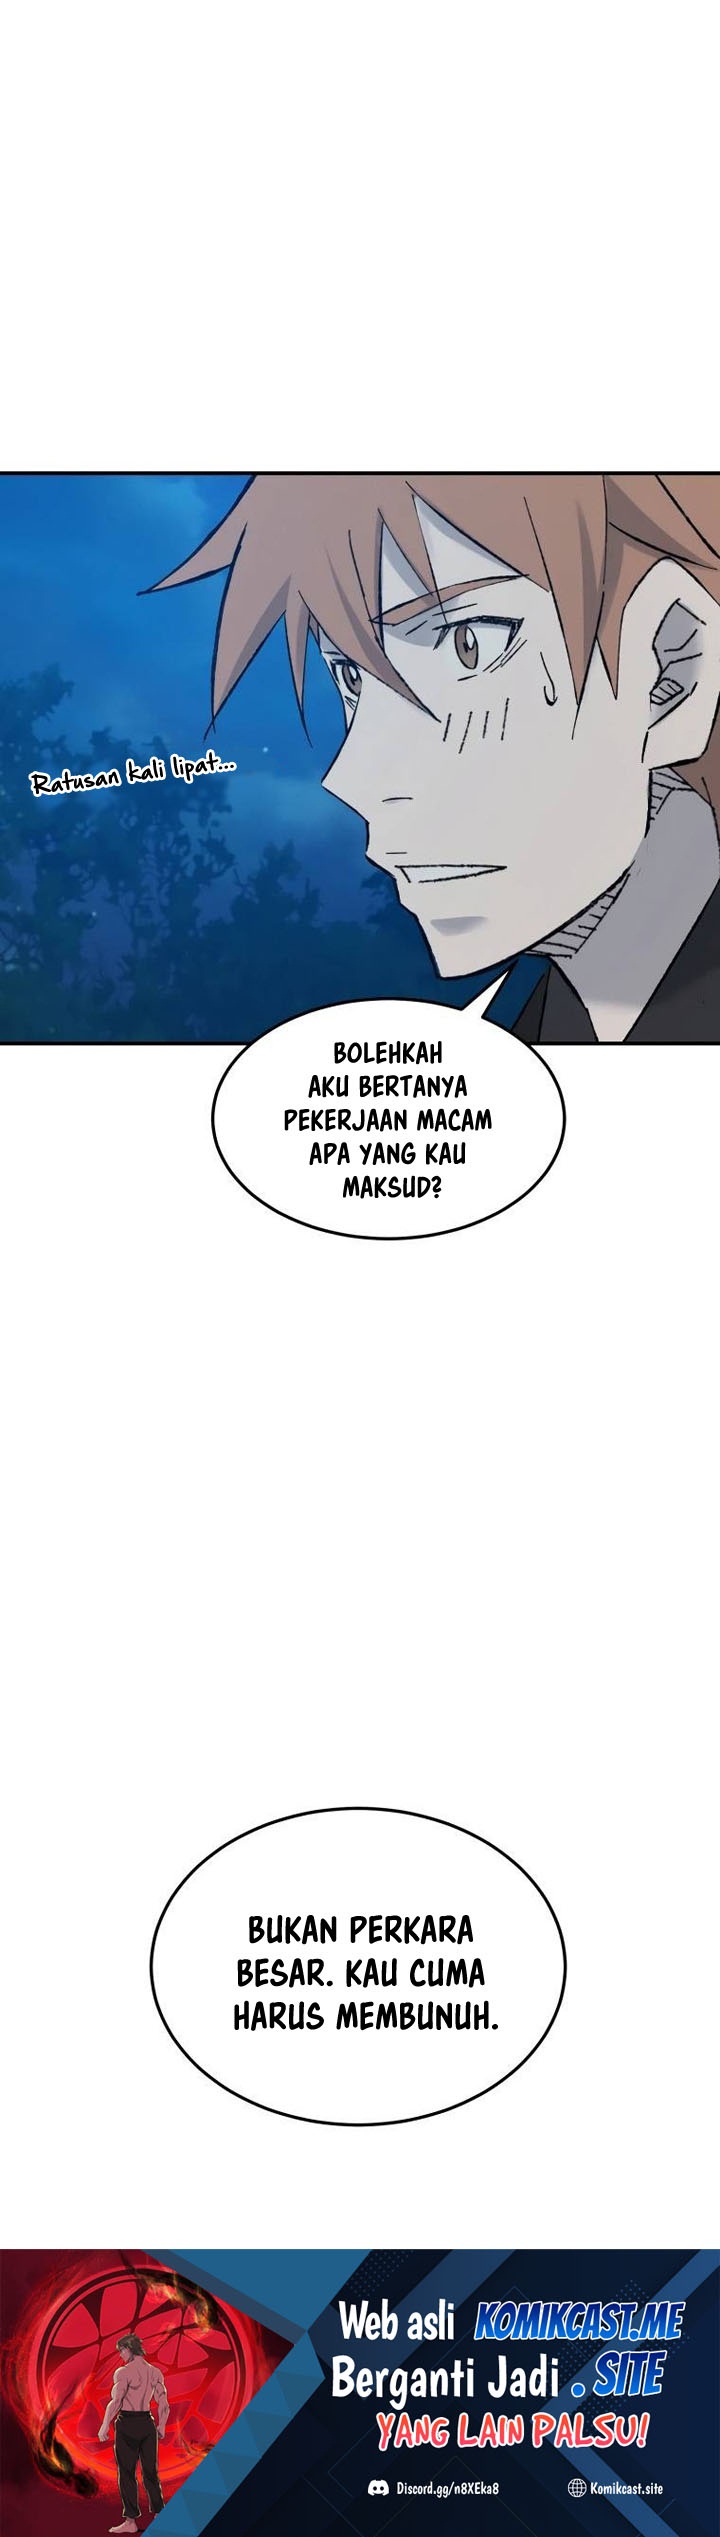 Ratusan kali lipat...
BOLEHKAH
AKU BERTANYA
PEKERJAAN MACAM
APA YANG KAU
MAKSUD?
BUKAN PERKARA
BESAR. KAU CUMA
HARUS MEMBUNUH.
Web asli KOMIKCAST.ME
Berganti Jadi . SITE
YANG LAIN PALSU!
Discord.gg/n8XEka8 Komikcast.site